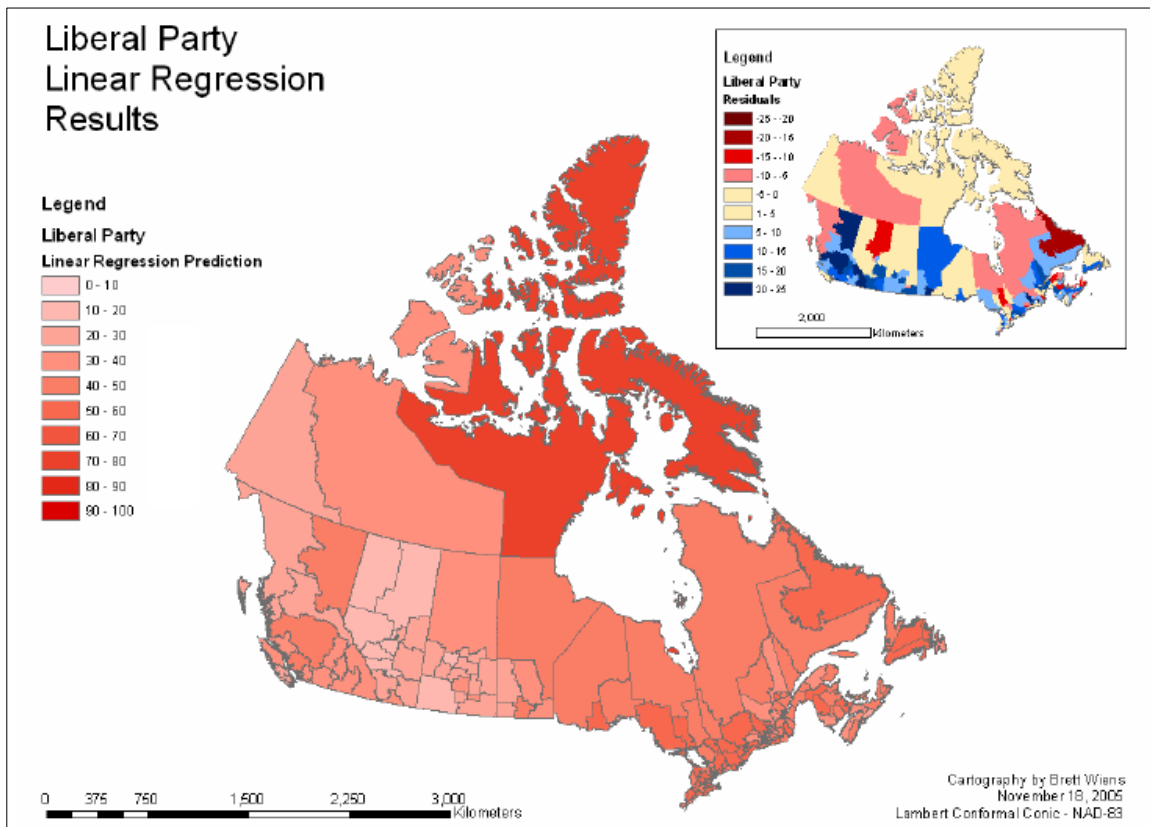 Liberal Party
Linear Regression
Results
Legend
Liberal Party
Linear Regression Prediction
0 - 10
10 - 20
20 - 30
30 - 40
40 - 50
50 - 60
60 - 70
70 - 80
80 - 90
90 - 100
0 375 750 1,500 2,250 3,000
Kilometers
Legend
Liberal Party
Residuals
-25 - -20
-20 - -15
-15 - -10
-10 - -5
-5 - 0
1 - 5
5 - 10
10 - 15
15 - 20
20 - 25
2,000
Kilometers
Cartography by Brett Wiens
November 18, 2005
Lambert Conformal Conic - NAD-83